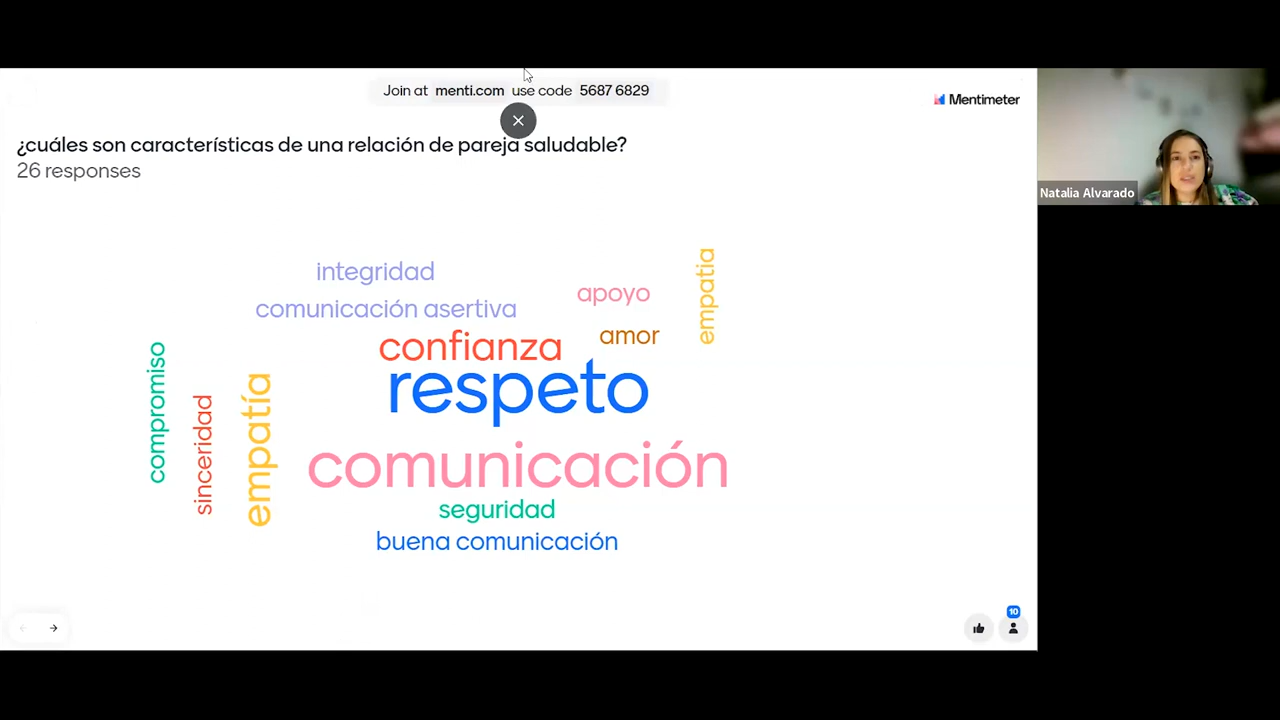 Join at menti.com use code 5687 6829
Mentimeter
¿cuáles son características de una relación de pareja saludable?
26 responses
Natalia Alvarado
integridad
comunicación asertiva
apoyo
empatia
amor
confianza
respeto
compromiso
sinceridad
empatía
comunicación
seguridad
buena comunicación
10